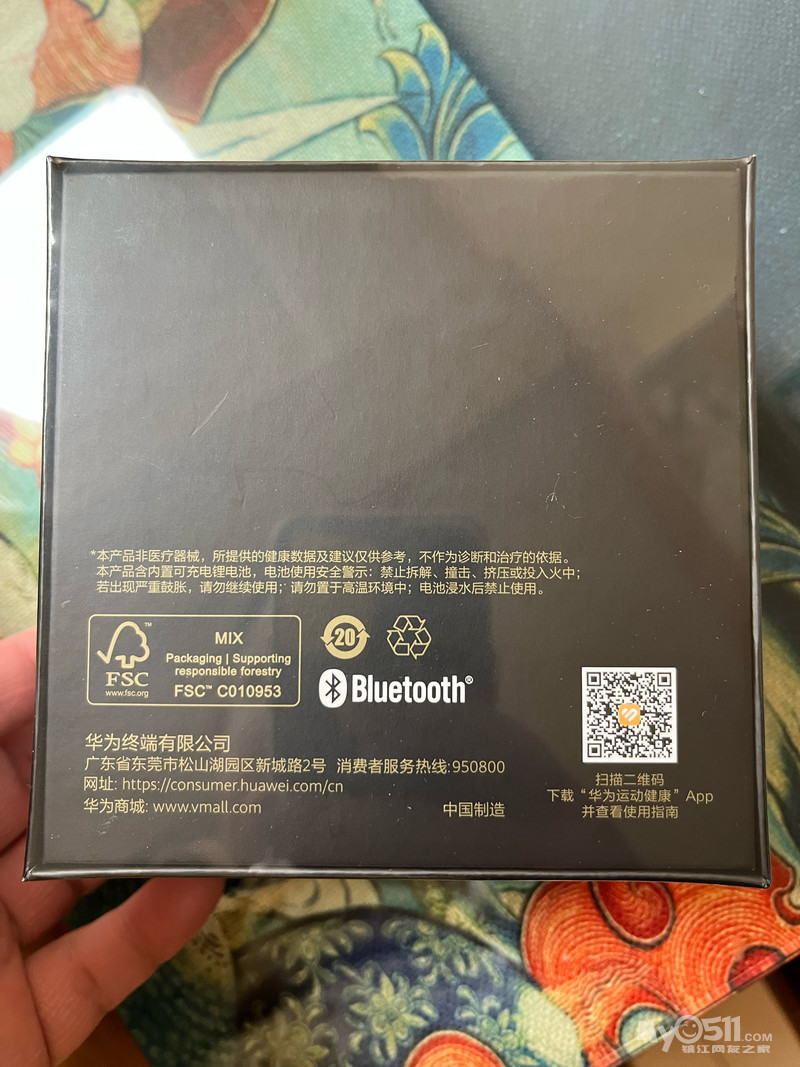 *本产品非医疗器械，所提供的健康数据及建议仅供参考，不作为诊断和治疗的依据。
本产品含内置可充电锂电池，电池使用安全警示：禁止拆解、撞击、挤压或投入火中；
若出现严重鼓胀，请勿继续使用；请勿置于高温环境中；电池浸水后禁止使用。
FSC
™
www.fsc.org
MIX
Packaging | Supporting
responsible forestry
FSC™ C010953
20
Bluetooth®
华为终端有限公司
广东省东莞市松山湖园区新城路2号 消费者服务热线:950800
网址: https://consumer.huawei.com/cn
华为商城: www.vmall.com
中国制造
扫描二维码
下载“华为运动健康”App
并查看使用指南
My0511.COM
镇江网友之家